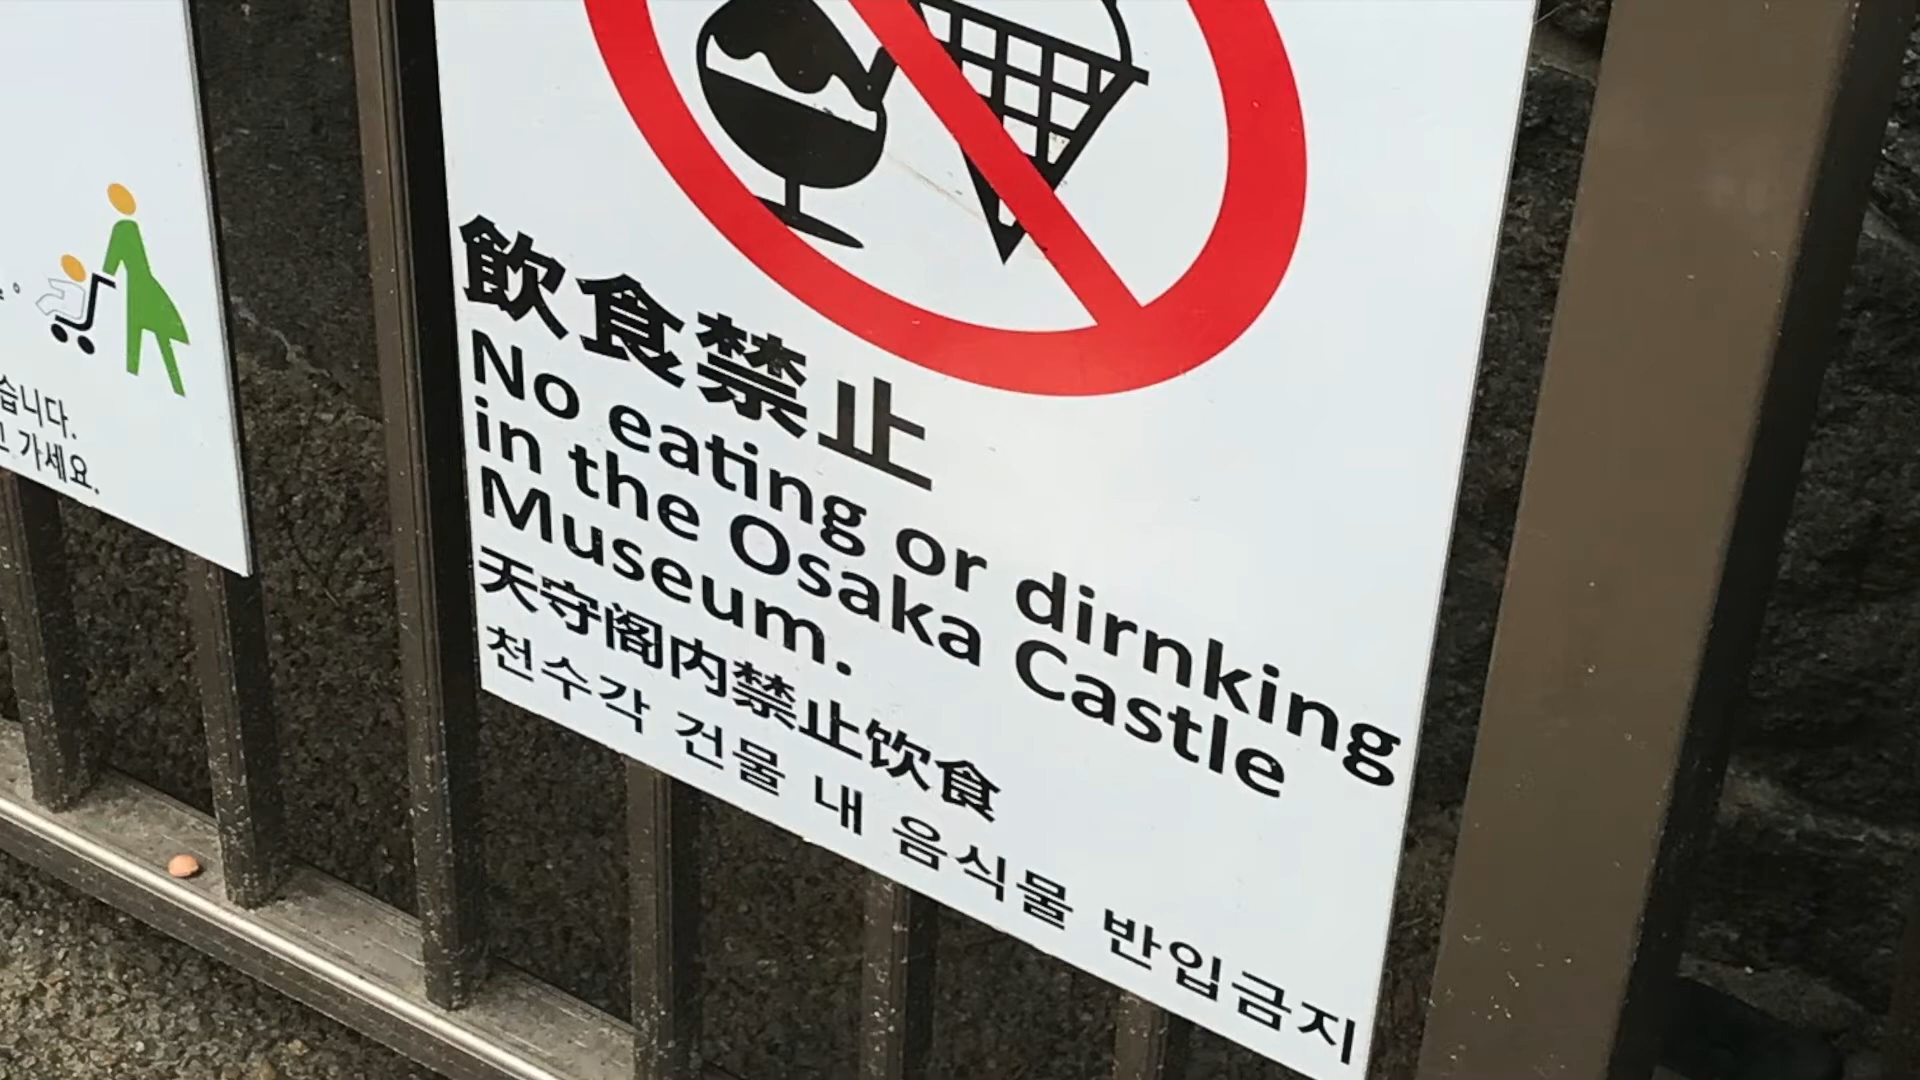 습니다.
가세요.
飲食禁止
No eating or dirnking
in the Osaka Castle
Museum.
天守阁内禁止饮食
천수각 건물 내 음식물 반입금지